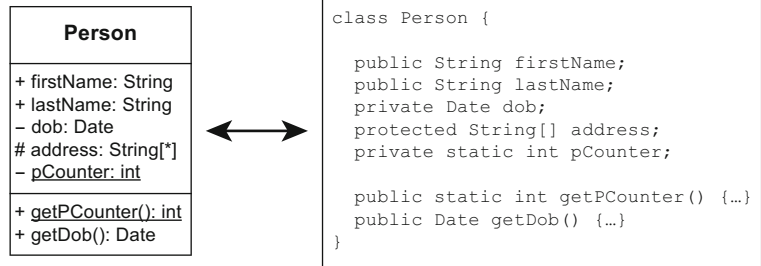 Person
+ firstName: String
+ lastName: String
– dob: Date
# address: String[*]
– pCounter: int
+ getPCounter(): int
+ getDob(): Date
class Person {
public String firstName;
public String lastName;
private Date dob;
protected String[] address;
private static int pCounter;
public static int getPCounter() {…}
public Date getDob() {…}
}